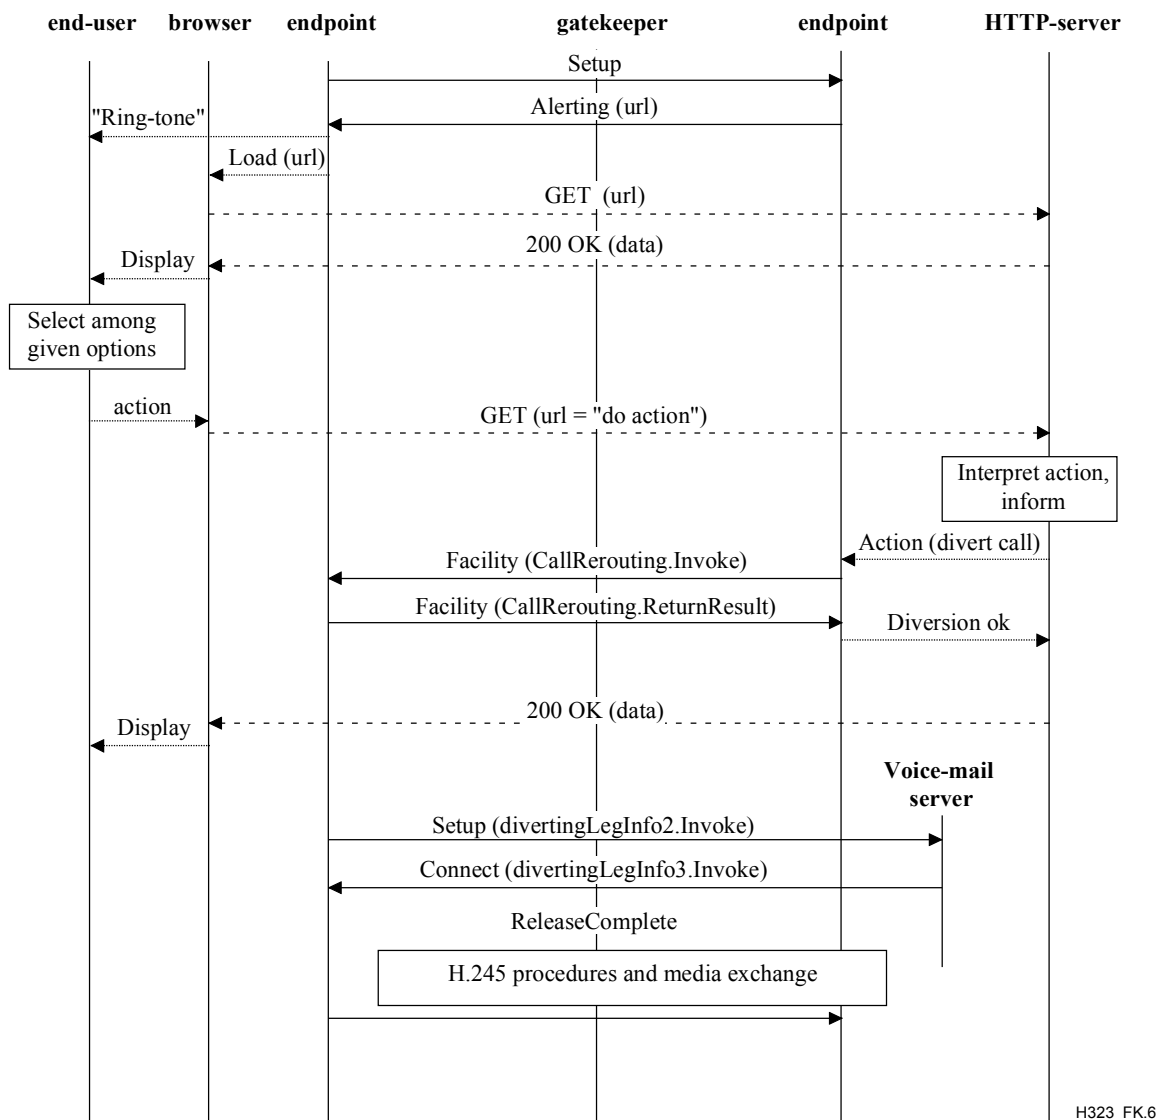 end-user browser endpoint gatekeeper endpoint HTTP-server
Setup
Alerting (url)
"Ring-tone"
Load (url)
GET (url)
200 OK (data)
Display
Select among
given options
action
GET (url = "do action")
Interpret action,
inform
Action (divert call)
Facility (CallRerouting.Invoke)
Facility (CallRerouting.ReturnResult)
Diversion ok
200 OK (data)
Display
Voice-mail
server
Setup (divertingLegInfo2.Invoke)
Connect (divertingLegInfo3.Invoke)
ReleaseComplete
H.245 procedures and media exchange
H323_FK.6